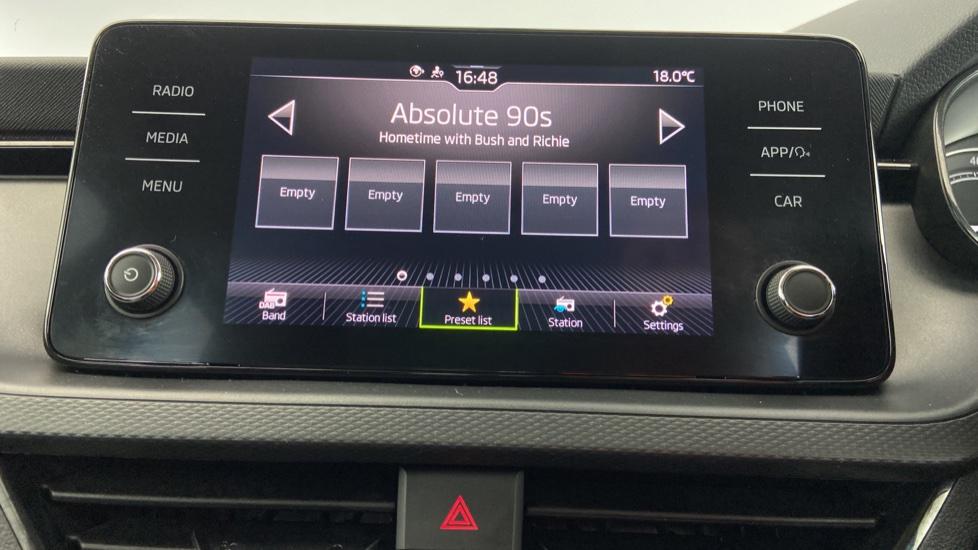 RADIO
MEDIA
MENU
16:48
18.0°C
Absolute 90s
Hometime with Bush and Richie
Empty
Empty
Empty
Empty
Empty
DAB
Band
Station list
Preset list
Station
Settings
PHONE
APP/
CAR